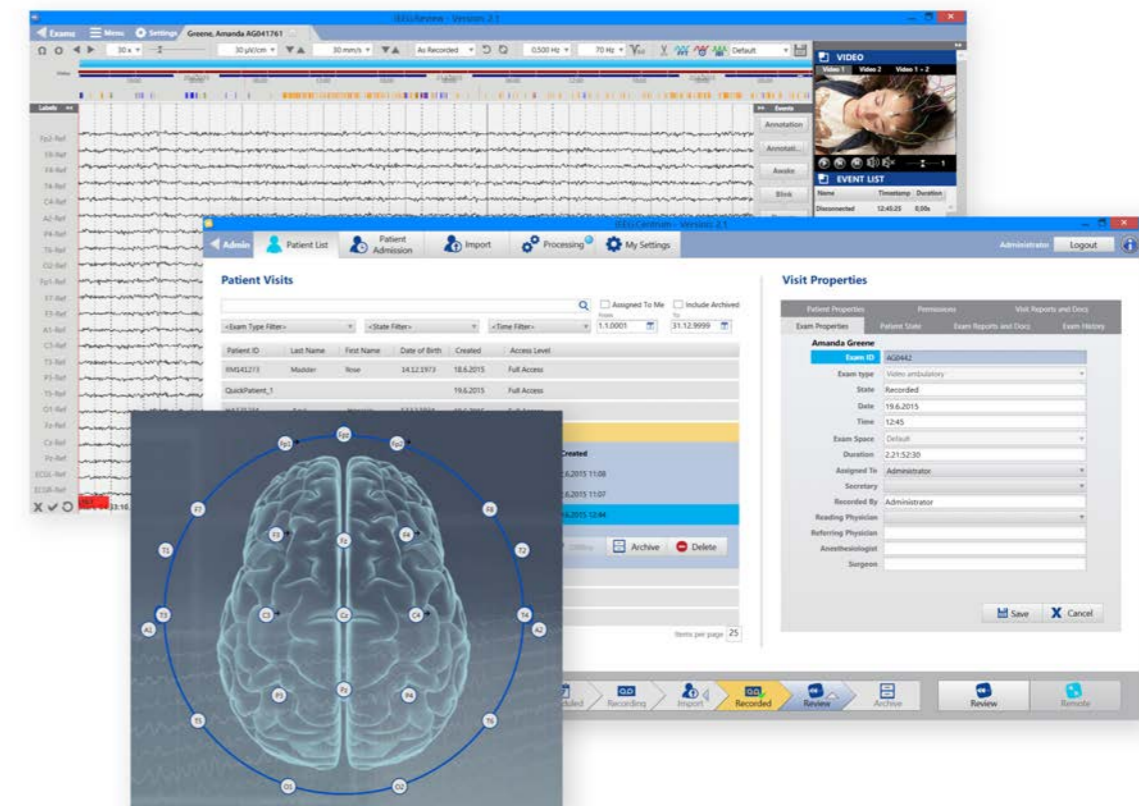 IEEG Review - Version 2.1
Exams Menu Settings Greene, Amanda AG041761
30 s 30 µV/cm 30 mm/s As Recorded 0,500 Hz 70 Hz Default
Video
Labels
Events
Fp2-Ref
F8-Ref
F4-Ref
T4-Ref
C4-Ref
A2-Ref
P4-Ref
T6-Ref
O2-Ref
Fp1-Ref
F7-Ref
F3-Ref
A1-Ref
C3-Ref
T3-Ref
P3-Ref
T5-Ref
O1-Ref
Fz-Ref
Cz-Ref
Pz-Ref
ECGL-Ref
ECGR-Ref
Annotation
Annotati...
Awake
Blink
VIDEO
Video 1 Video 2 Video 1 + 2
1
EVENT LIST
Name Timestamp Duration
Disconnected 12:45:25 0,00s
Centrum - Version 2.1
Admin Patient List Patient Admission Import Processing My Settings Administrator Logout
Patient Visits
Assigned To Me Include Archived
<Exam Type Filter> <State Filter> <Time Filter> From 1.1.0001 To 31.12.9999
Patient ID Last Name First Name Date of Birth Created Access Level
RM141273 Madder Rose 14.12.1973 18.6.2015 Full Access
QuickPatient_1 19.6.2015 Full Access
Created
.6.2015 11:08
.6.2015 11:07
.6.2015 12:44
Archive Delete
Items per page 25
Visit Properties
Patient Properties Permissions Visit Reports and Docs
Exam Properties Patient State Exam Reports and Docs Exam History
Amanda Greene
Exam ID AG0442
Exam type Video ambulatory
State Recorded
Date 19.6.2015
Time 12:45
Exam Space Default
Duration 2.21:52:30
Assigned To Administrator
Secretary
Recorded By Administrator
Reading Physician
Referring Physician
Anesthesiologist
Surgeon
Save Cancel
Recording Import Recorded Review Archive Review Remote
Fp1 Fpz Fp2
F7 F8
F3 Fz F4
T1 T2
T3 C3 Cz C4 T4
A1 A2
P3 Pz P4
T5 T6
O1 O2